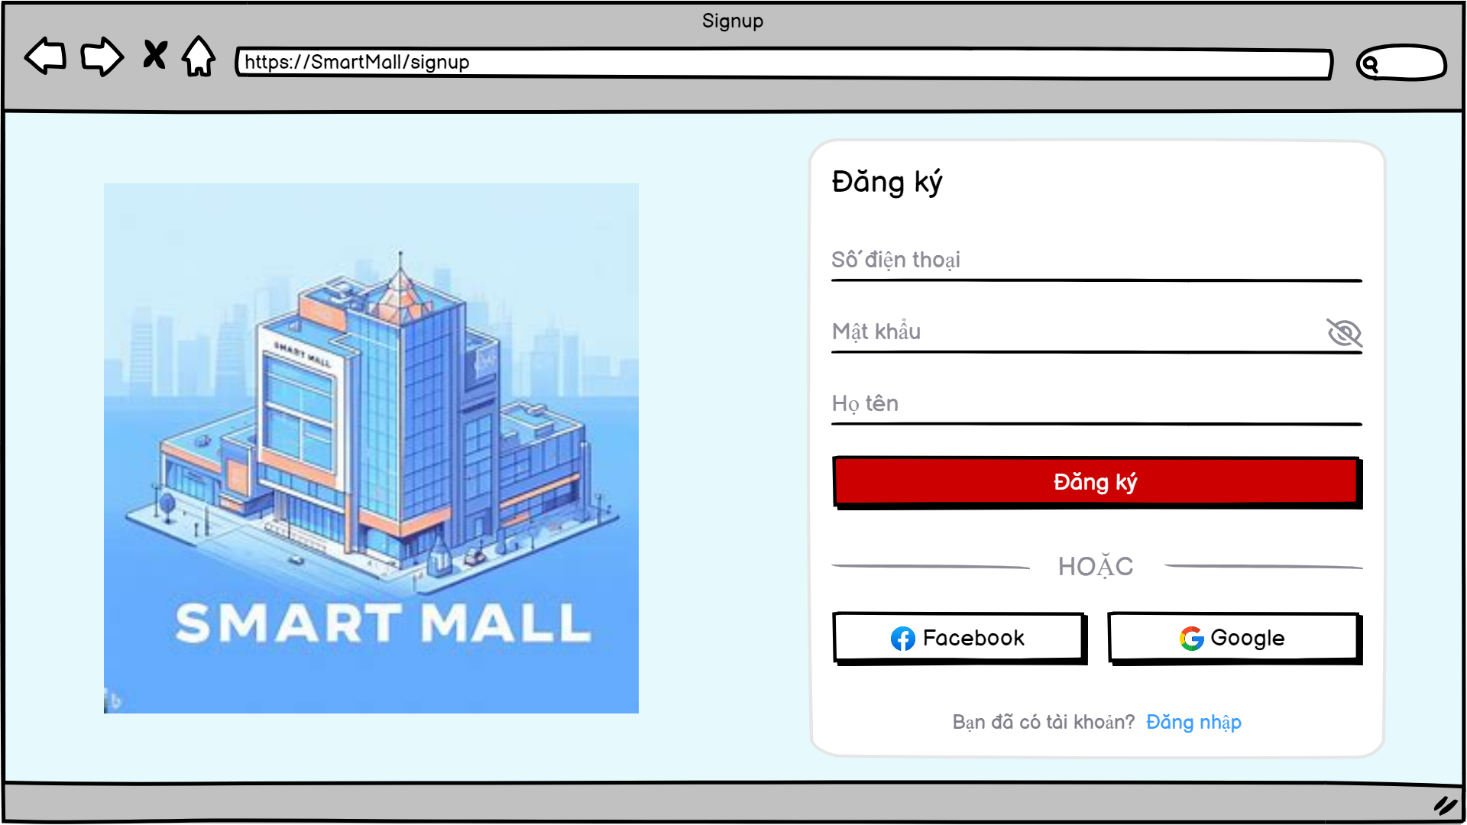 Signup
https://SmartMall/signup
Đăng ký
Số điện thoại
Mật khẩu
Họ tên
Đăng ký
HOẶC
Facebook
Google
Bạn đã có tài khoản? Đăng nhập
SMART MALL
SMART MALL